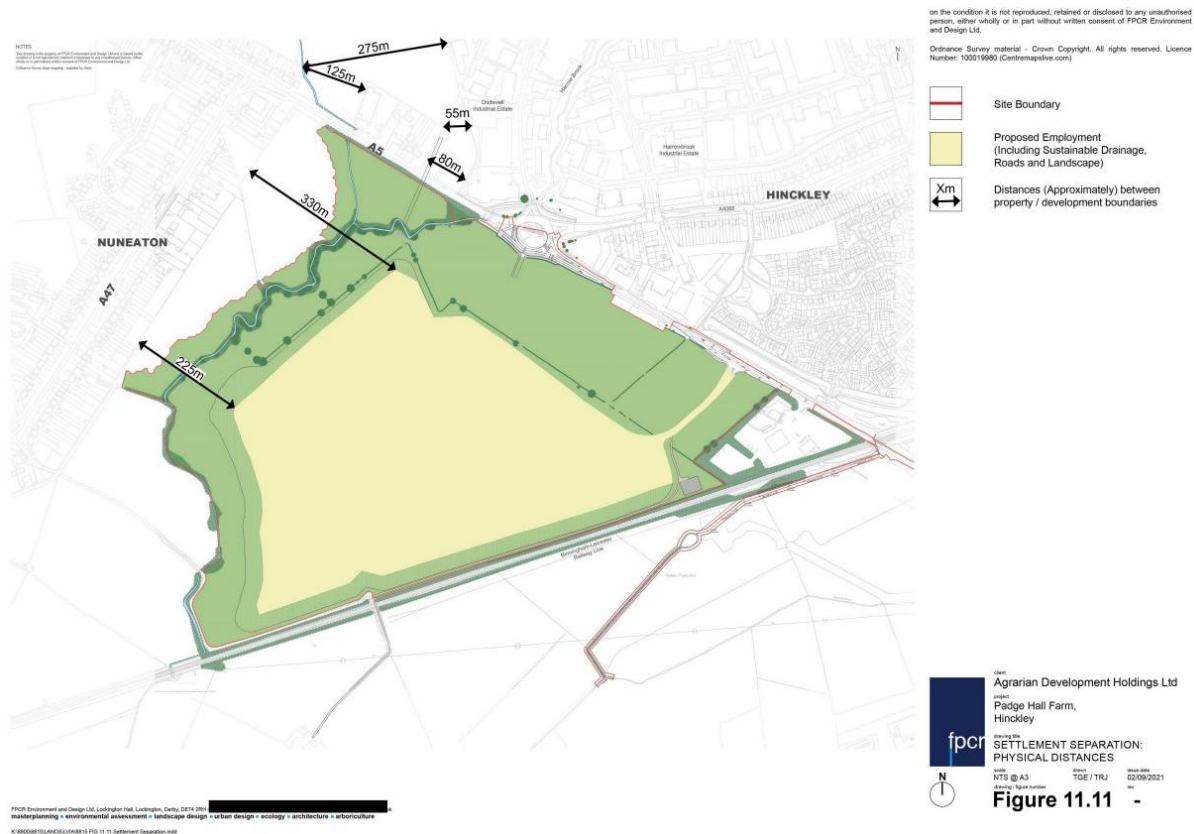 on the condition it is not reproduced, retained or disclosed to any unauthorised
person, either wholly or in part without written consent of FPCR Environment
and Design Ltd.
Ordnance Survey material - Crown Copyright. All rights reserved. Licence
Number: 100019980 (Centremapslive.com)
Site Boundary
Proposed Employment
(Including Sustainable Drainage,
Roads and Landscape)
Xm
Distances (Approximately) between
property / development boundaries
NOTES
N
275m
125m
55m
80m
330m
225m
Dodwell
Industrial Estate
Harrow Brook
Harrowbrook
Industrial Estate
A5
HINCKLEY
NUNEATON
A47
Birmingham-Leicester
Railway Line
fpcr
client
Agrarian Development Holdings Ltd
project
Padge Hall Farm,
Hinckley
drawing title
SETTLEMENT SEPARATION:
PHYSICAL DISTANCES
scale
NTS @ A3
drawn
TGE / TRJ
issue date
02/09/2021
N
drawing / figure number
Figure 11.11
rev
-
FPCR Environment and Design Ltd, Lockington Hall, Lockington, Derby, DE74 2RH
masterplanning ■ environmental assessment ■ landscape design ■ urban design ■ ecology ■ architecture ■ arboriculture